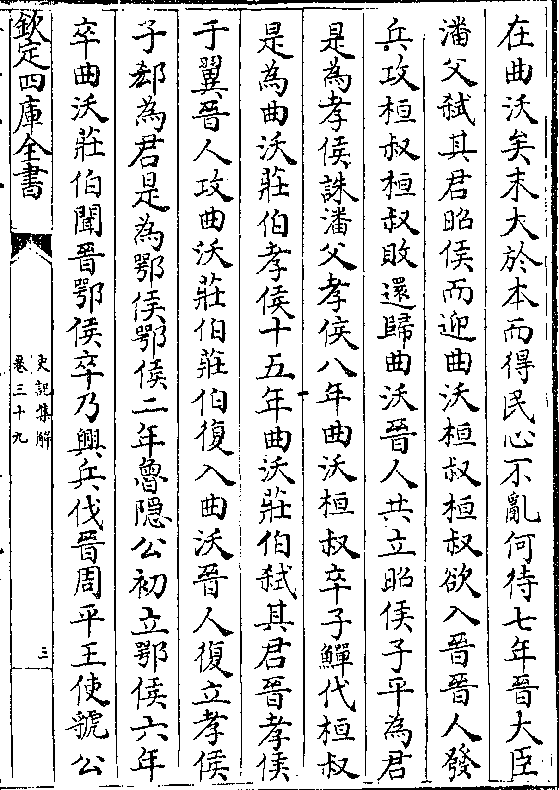 在曲沃矣末大於本而得民心不亂何待七年晉大臣
潘父弑其君昭侯而迎曲沃桓叔桓叔欲入晉晉人發
兵攻桓叔桓叔敗還歸曲沃晉人共立昭侯子平為君
是為孝侯誅潘父孝侯八年曲沃桓叔卒子鱓代桓叔
是為曲沃莊伯孝侯十五年曲沃莊伯弑其君晉孝侯
于翼晉人攻曲沃莊伯莊伯復入曲沃晉人復立孝侯
子郄為君是為鄂侯鄂侯二年魯隱公初立鄂侯六年
卒曲沃莊伯聞晉鄂侯卒乃興兵伐晉周平王使虢公
欽定四庫全書
史記集解
卷三十九
三